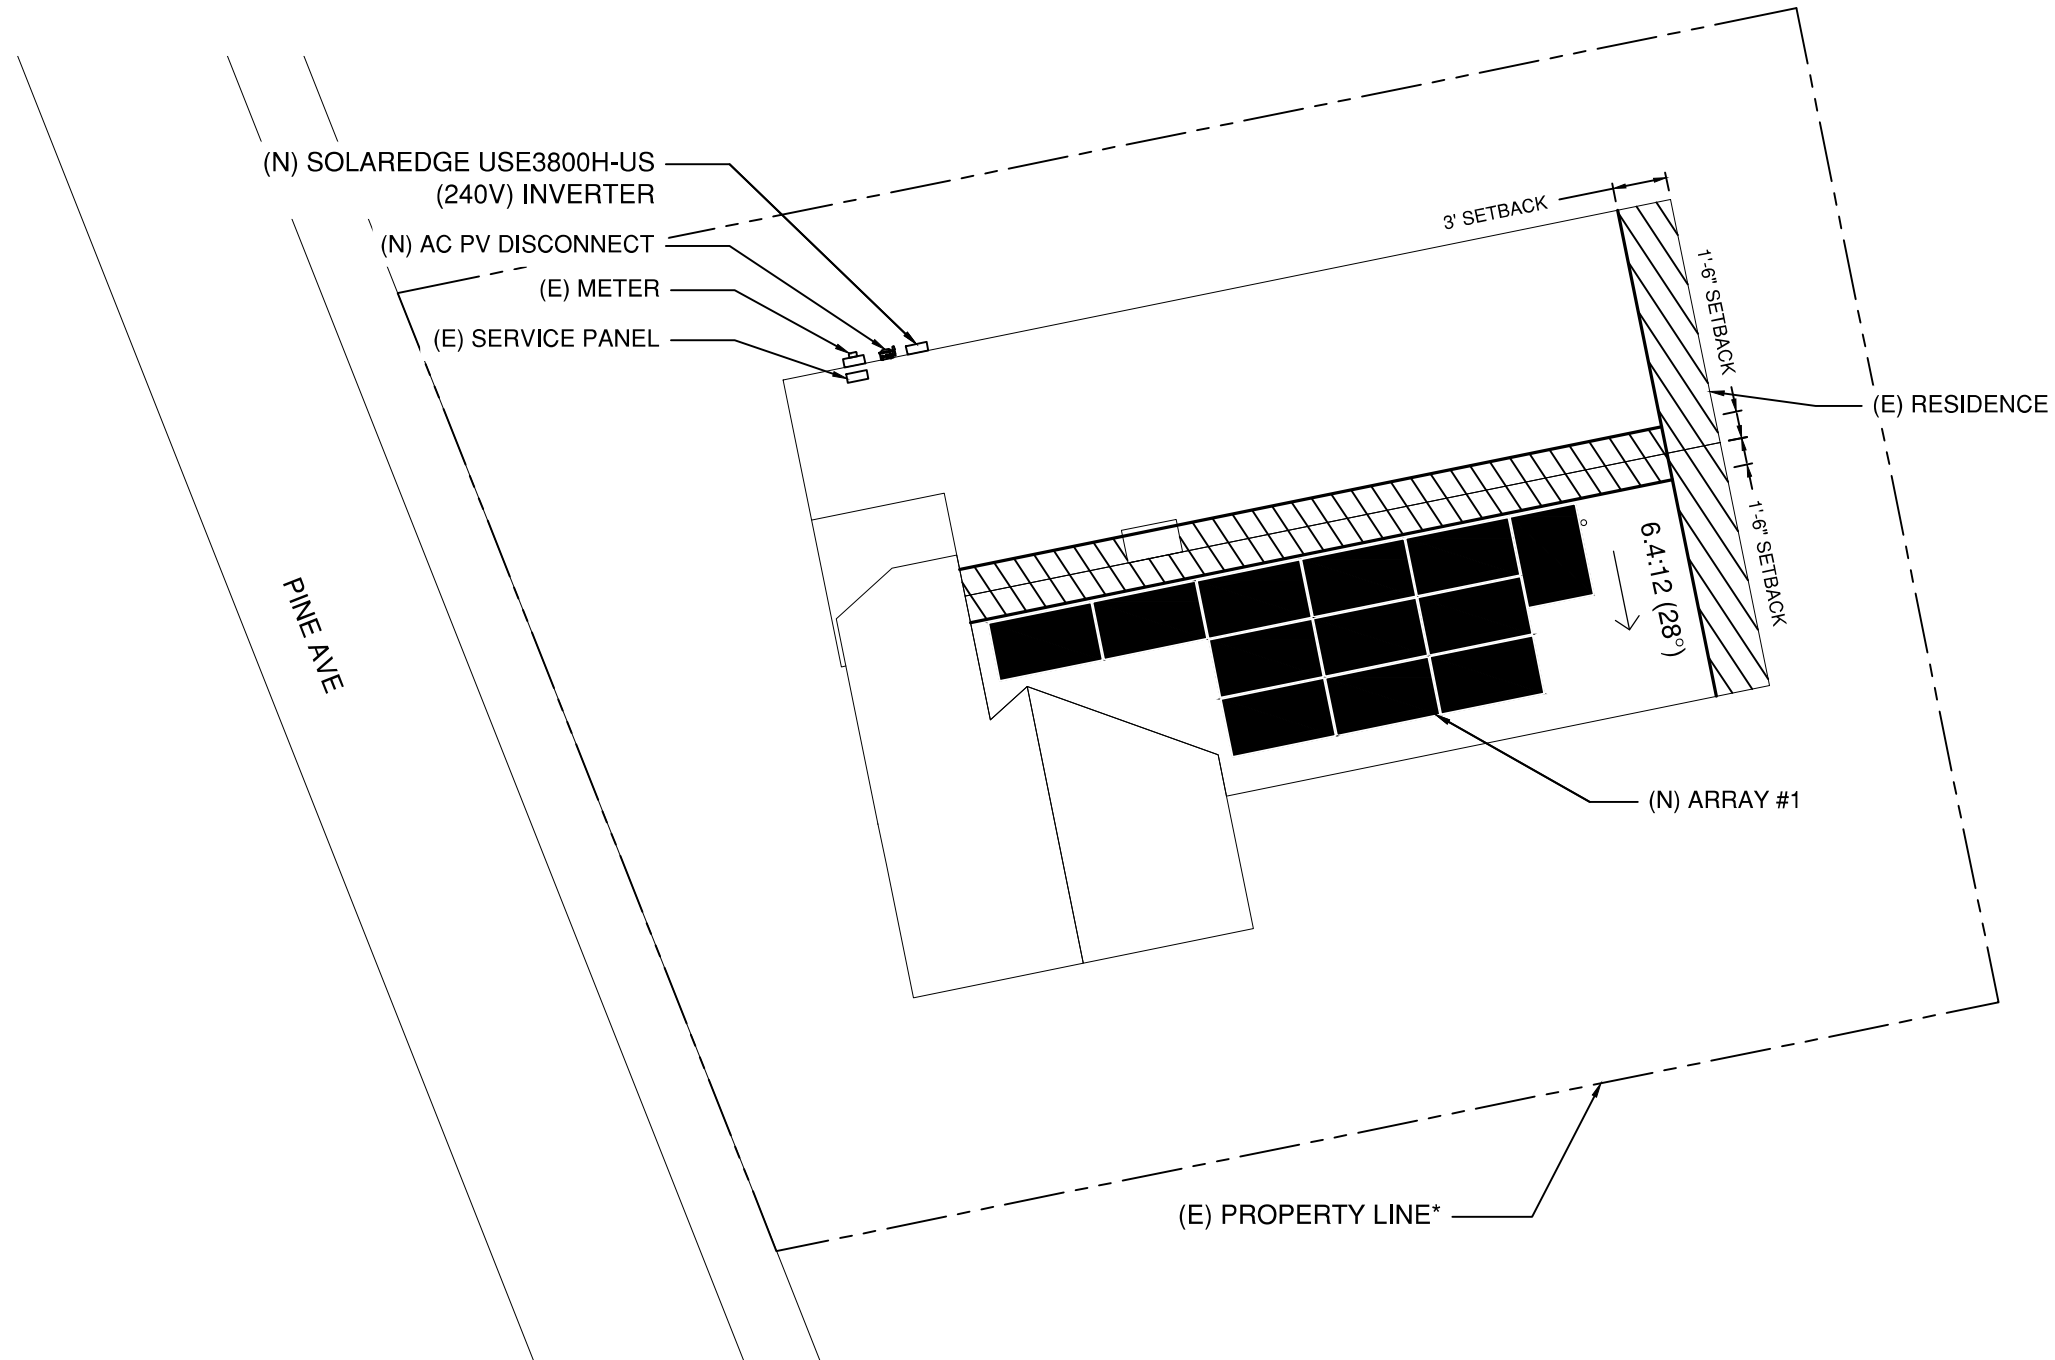 (N) SOLAREDGE USE3800H-US
(240V) INVERTER
(N) AC PV DISCONNECT
(E) METER
(E) SERVICE PANEL
3' SETBACK
1'-6" SETBACK
(E) RESIDENCE
1'-6" SETBACK
6.4:12 (28°)
PINE AVE
(N) ARRAY #1
(E) PROPERTY LINE*